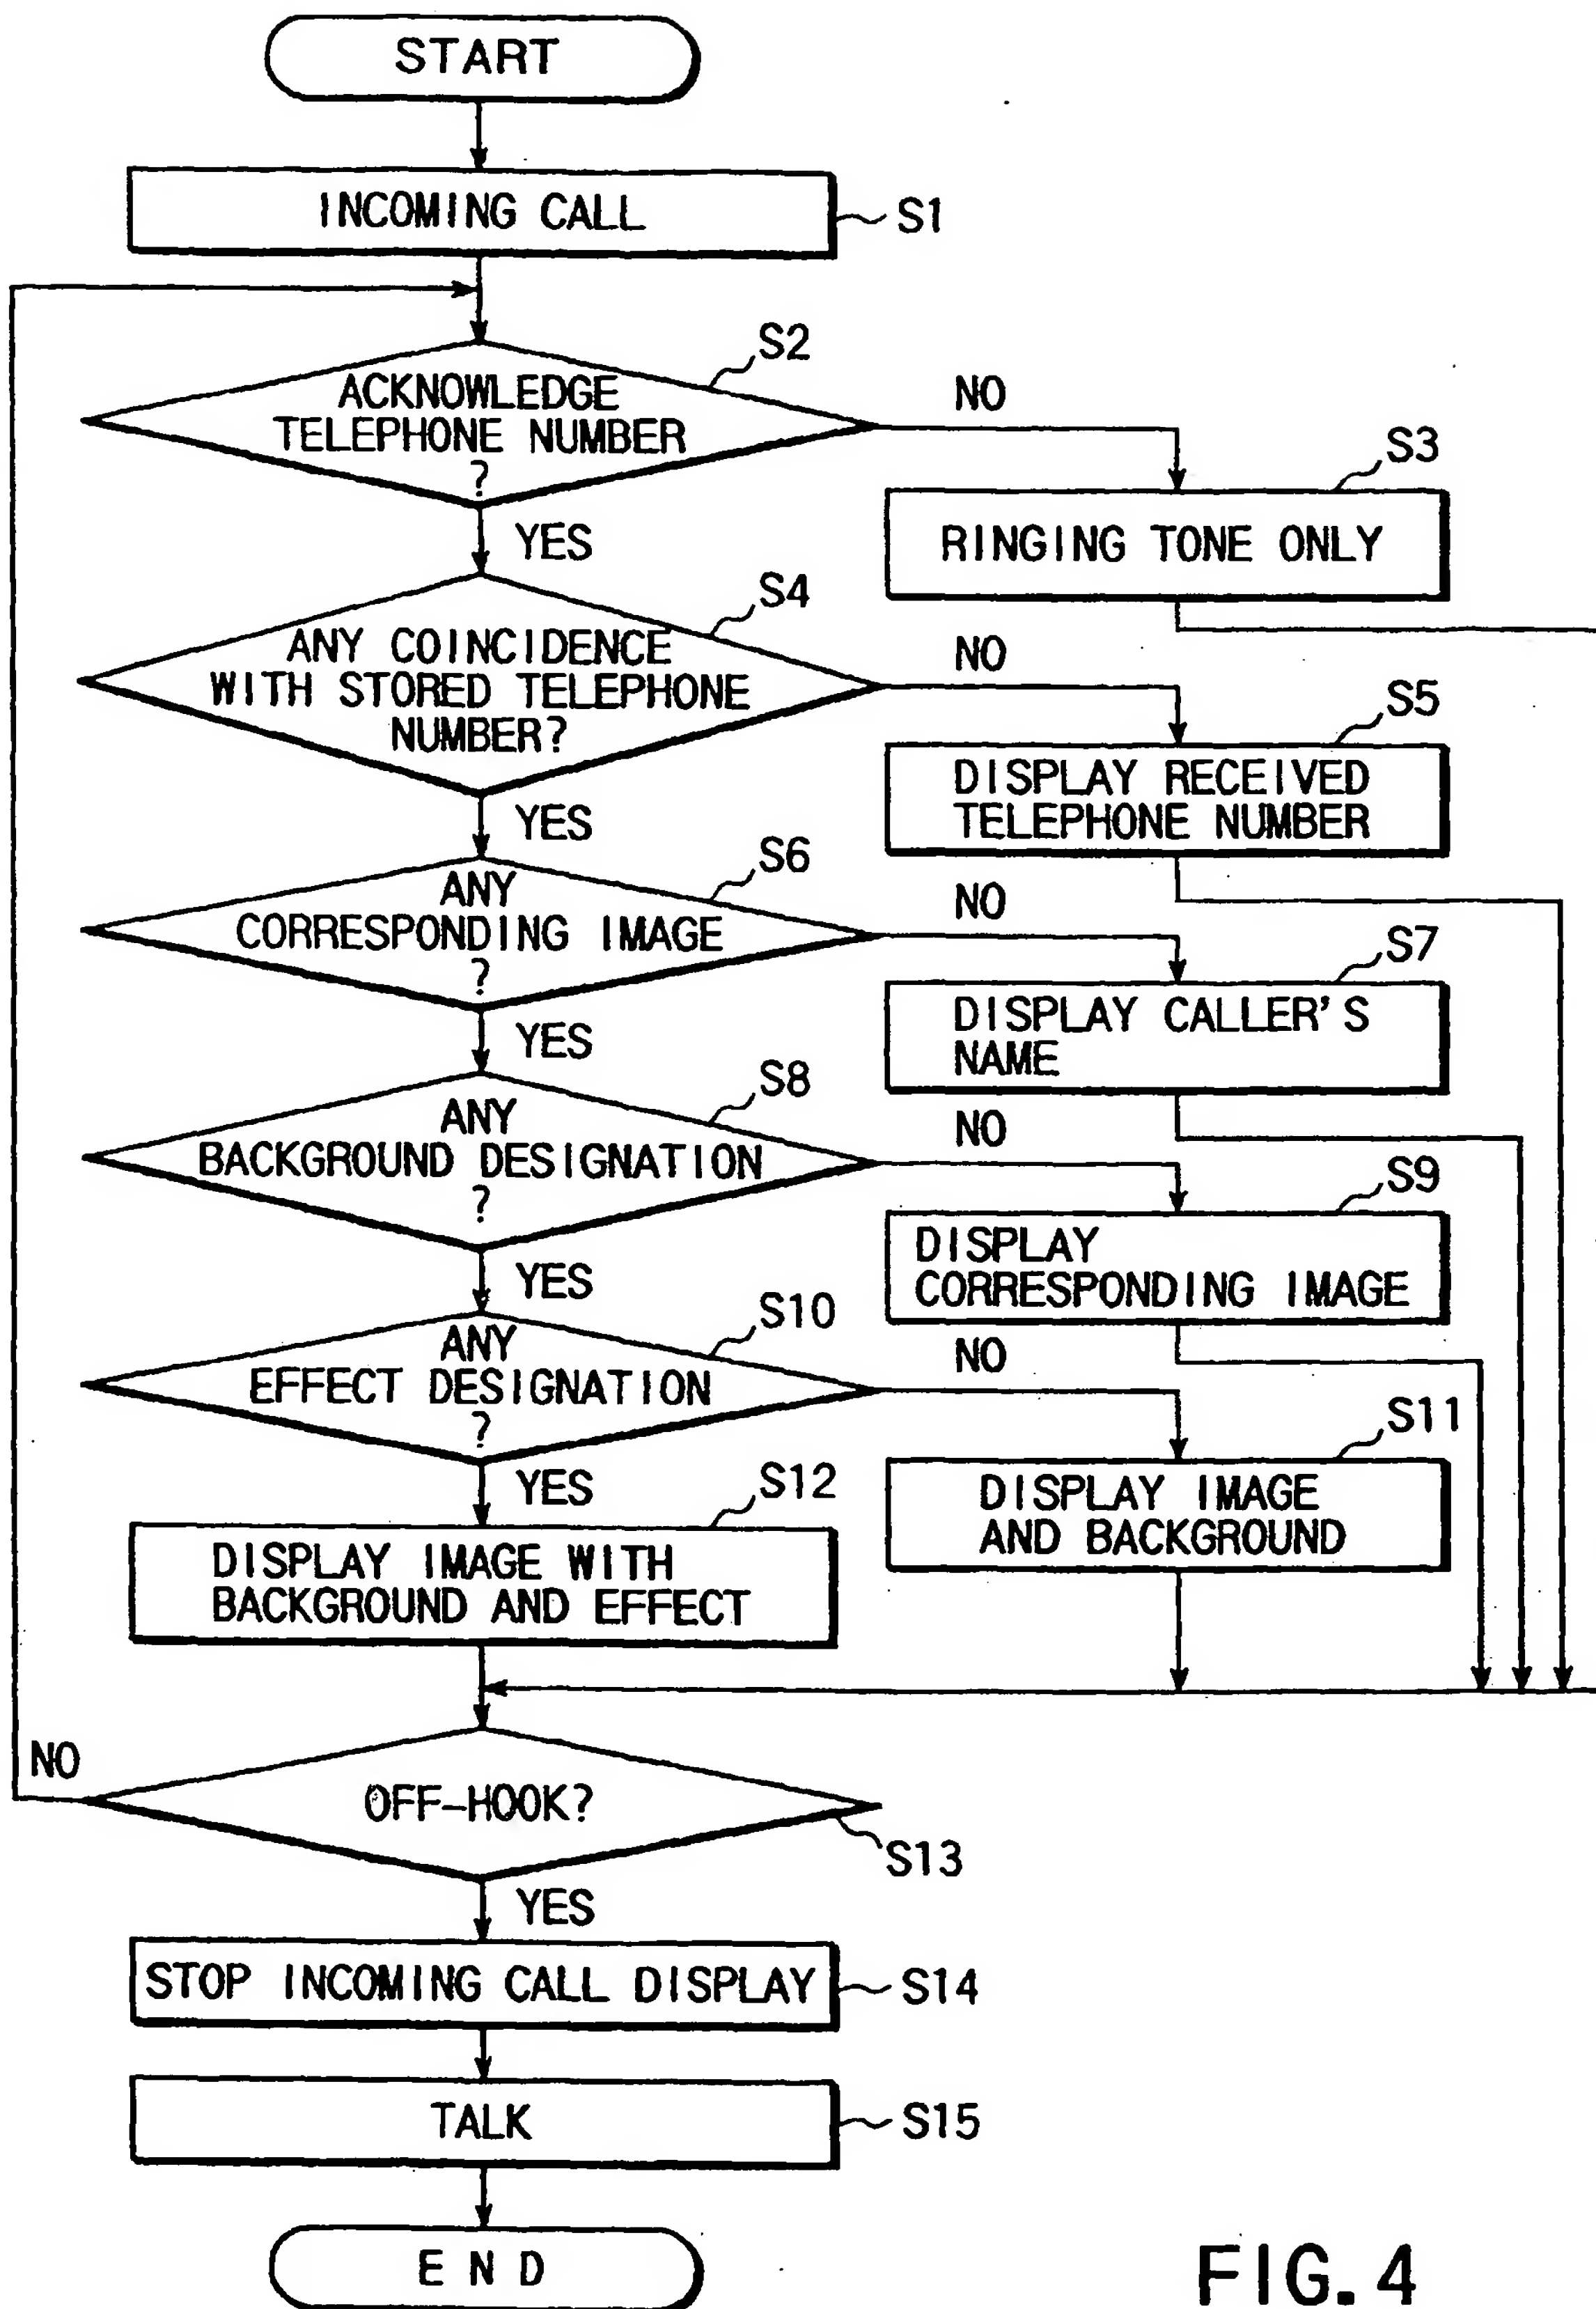 START
INCOMING CALL
S1
S2
ACKNOWLEDGE
TELEPHONE NUMBER
?
NO
YES
S3
RINGING TONE ONLY
S4
ANY COINCIDENCE
WITH STORED TELEPHONE
NUMBER?
NO
YES
S5
DISPLAY RECEIVED
TELEPHONE NUMBER
S6
ANY
CORRESPONDING IMAGE
?
NO
YES
S7
DISPLAY CALLER'S
NAME
S8
ANY
BACKGROUND DESIGNATION
?
NO
YES
S9
DISPLAY
CORRESPONDING IMAGE
S10
ANY
EFFECT DESIGNATION
?
NO
YES
S11
DISPLAY IMAGE
AND BACKGROUND
S12
DISPLAY IMAGE WITH
BACKGROUND AND EFFECT
NO
OFF-HOOK?
S13
YES
STOP INCOMING CALL DISPLAY
S14
TALK
S15
END
FIG. 4